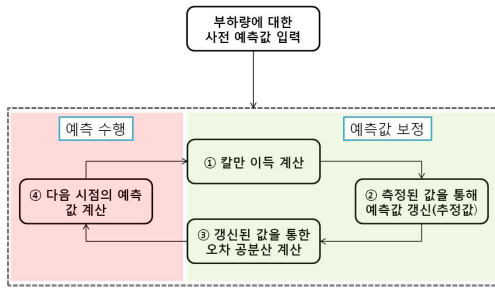 부하량에 대한
사전 예측값 입력
예측 수행
예측값 보정
① 칼만 이득 계산
② 측정된 값을 통해
예측값 갱신(추정값)
③ 갱신된 값을 통한
오차 공분산 계산
④ 다음 시점의 예측
값 계산